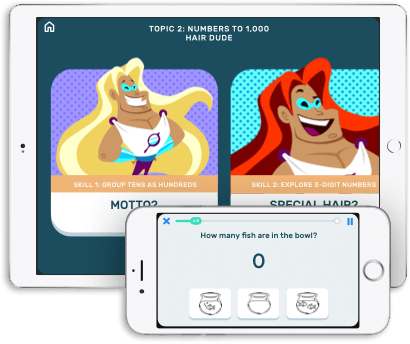 TOPIC 2: NUMBERS TO 1,000
HAIR DUDE
SKILL 1: GROUP TENS AS HUNDREDS
SKILL 2: EXPLORE 3-DIGIT NUMBERS
MOTTO?
SPECIAL HAIR?
How many fish are in the bowl?
0